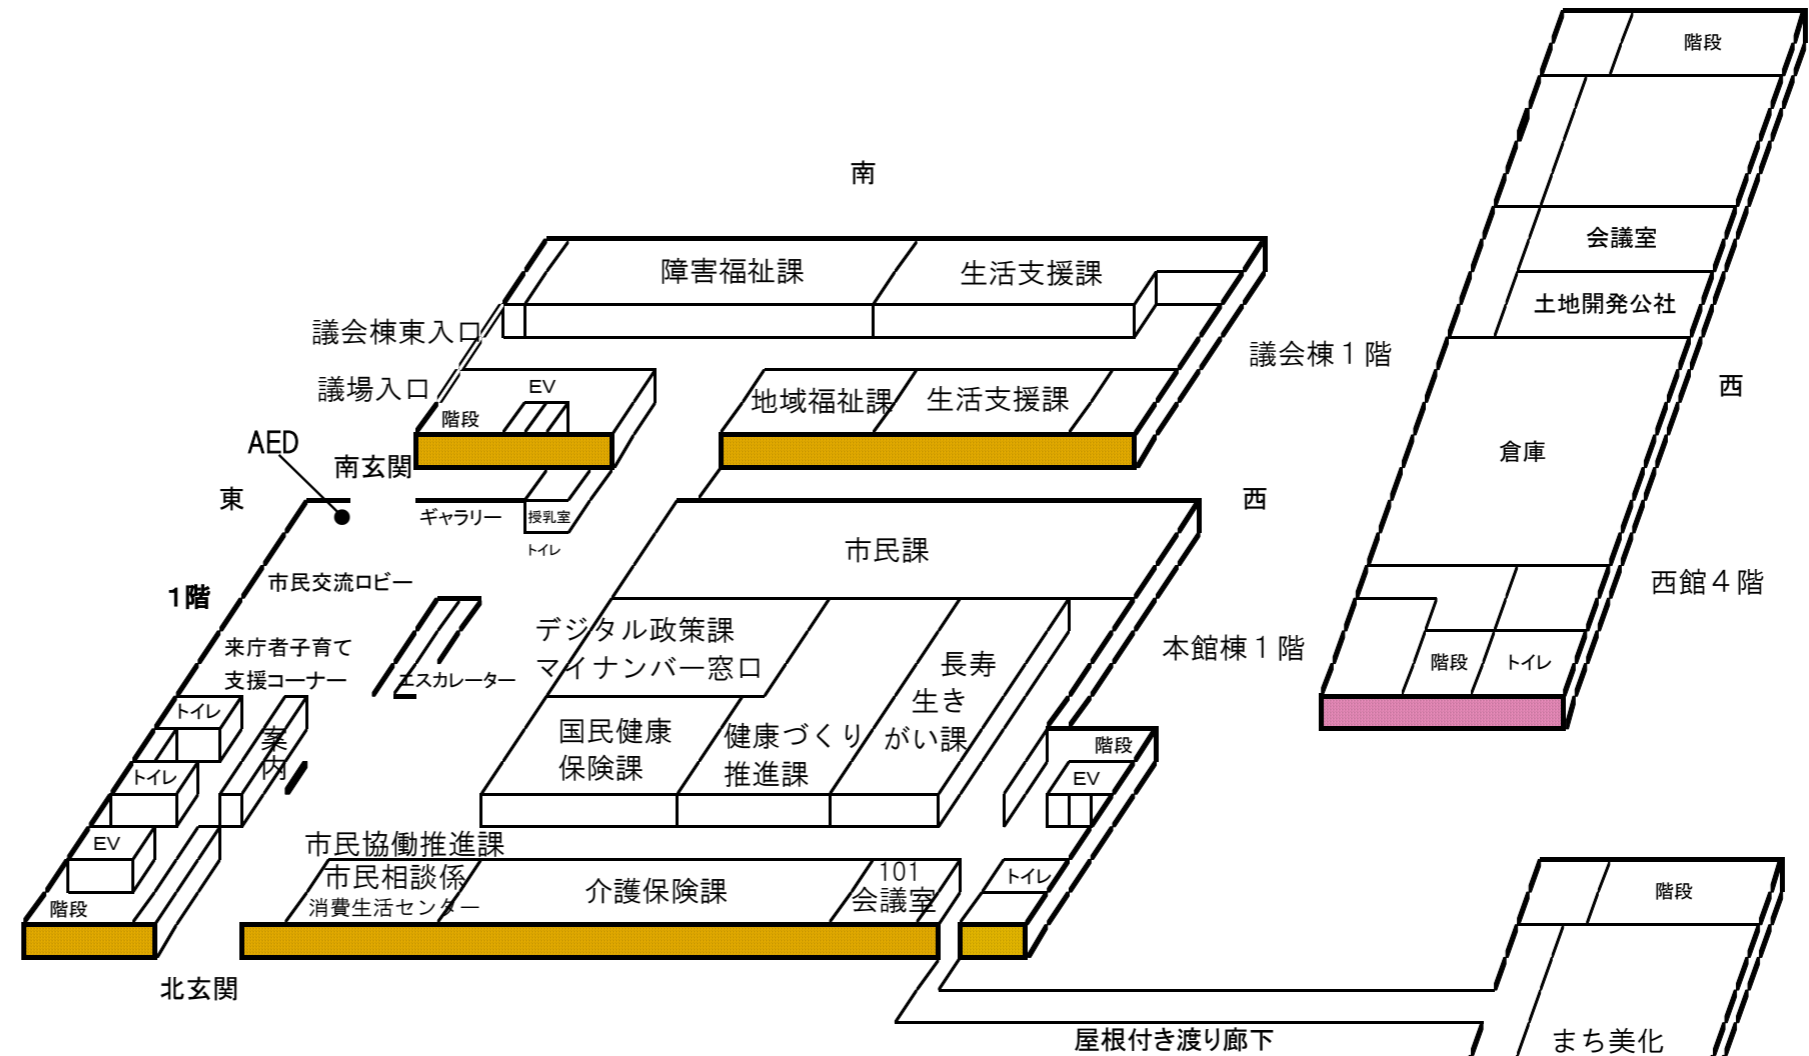 階段
南
会議室
障害福祉課
生活支援課
土地開発公社
議会棟東入口
議会棟１階
議場入口
EV
地域福祉課
生活支援課
西
階段
AED
南玄関
倉庫
東
西
ギャラリー
授乳室
トイレ
市民課
市民交流ロビー
1階
西館４階
デジタル政策課
マイナンバー窓口
来庁者子育て
支援コーナー
エスカレーター
本館棟１階
長寿
生き
がい課
階段
トイレ
トイレ
案内
国民健康
保険課
健康づくり
推進課
階段
EV
トイレ
EV
市民協働推進課
市民相談係
消費生活センター
介護保険課
101
会議室
トイレ
階段
階段
北玄関
屋根付き渡り廊下
まち美化